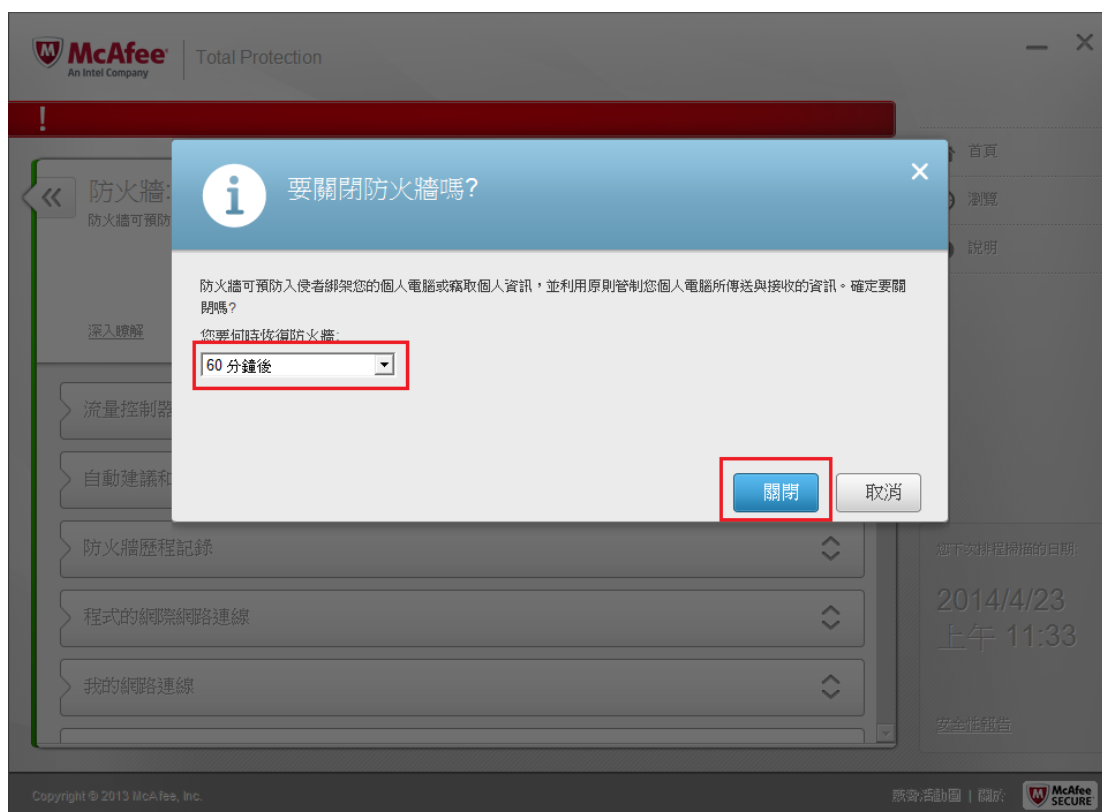 McAfee
An Intel Company
Total Protection
!
首頁
瀏覽
說明
防火牆:
防火牆可預防
深入瞭解
要關閉防火牆嗎?
防火牆可預防入侵者綁架您的個人電腦或竊取個人資訊,並利用原則管制您個人電腦所傳送與接收的資訊。確定要關
閉嗎?
您要何時恢復防火牆:
60 分鐘後
關閉
取消
流量控制器
自動建議和
防火牆歷程記錄
程式的網際網路連線
我的網路連線
您下次排程掃描的日期:
2014/4/23
上午 11:33
安全性報告
Copyright © 2013 McAfee, Inc.
駭客活動圖 | 關於
McAfee
SECURE